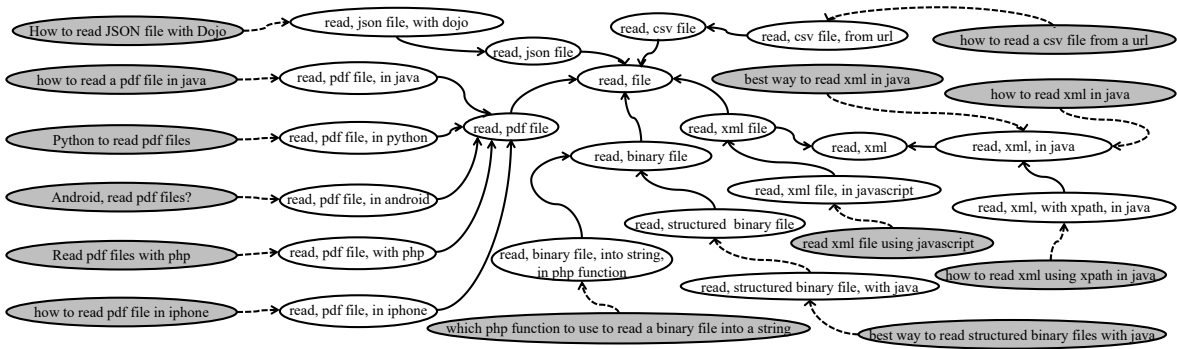 How to read JSON file with Dojo
read, json file, with dojo
read, csv file
read, csv file, from url
how to read a csv file from a url
read, json file
how to read a pdf file in java
read, pdf file, in java
read, file
best way to read xml in java
how to read xml in java
Python to read pdf files
read, pdf file, in python
read, pdf file
read, xml file
read, binary file
read, xml
read, xml, in java
Android, read pdf files?
read, pdf file, in android
read, xml file, in javascript
read, xml, with xpath, in java
read, structured  binary file
read xml file using javascript
Read pdf files with php
read, pdf file, with php
read, binary file, into string,
in php function
how to read xml using xpath in java
read, structured binary file, with java
how to read pdf file in iphone
read, pdf file, in iphone
which php function to use to read a binary file into a string
best way to read structured binary files with java